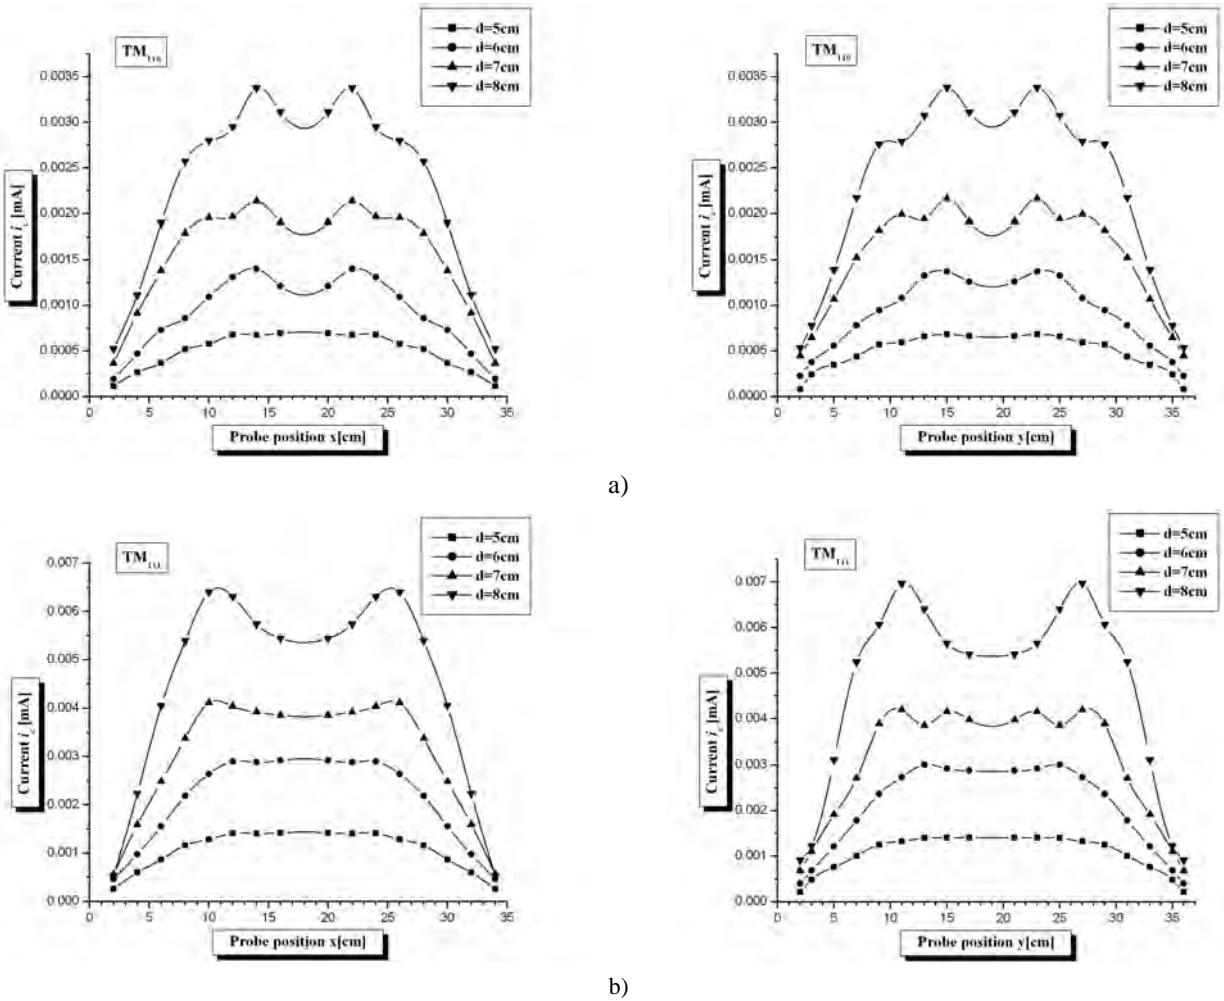 d=5cm
d=6cm
d=7cm
d=8cm
TM110
0.0035
0.0030
0.0025
0.0020
0.0015
0.0010
0.0005
0.0000
Current ic [mA]
0 5 10 15 20 25 30 35
Probe position x[cm]
d=5cm
d=6cm
d=7cm
d=8cm
TM110
0.0035
0.0030
0.0025
0.0020
0.0015
0.0010
0.0005
0.0000
Current ic [mA]
0 5 10 15 20 25 30 35
Probe position y[cm]
a)
d=5cm
d=6cm
d=7cm
d=8cm
TM111
0.007
0.006
0.005
0.004
0.003
0.002
0.001
0.000
Current ic [mA]
0 5 10 15 20 25 30 35
Probe position x[cm]
d=5cm
d=6cm
d=7cm
d=8cm
TM111
0.007
0.006
0.005
0.004
0.003
0.002
0.001
0.000
Current ic [mA]
0 5 10 15 20 25 30 35
Probe position y[cm]
b)